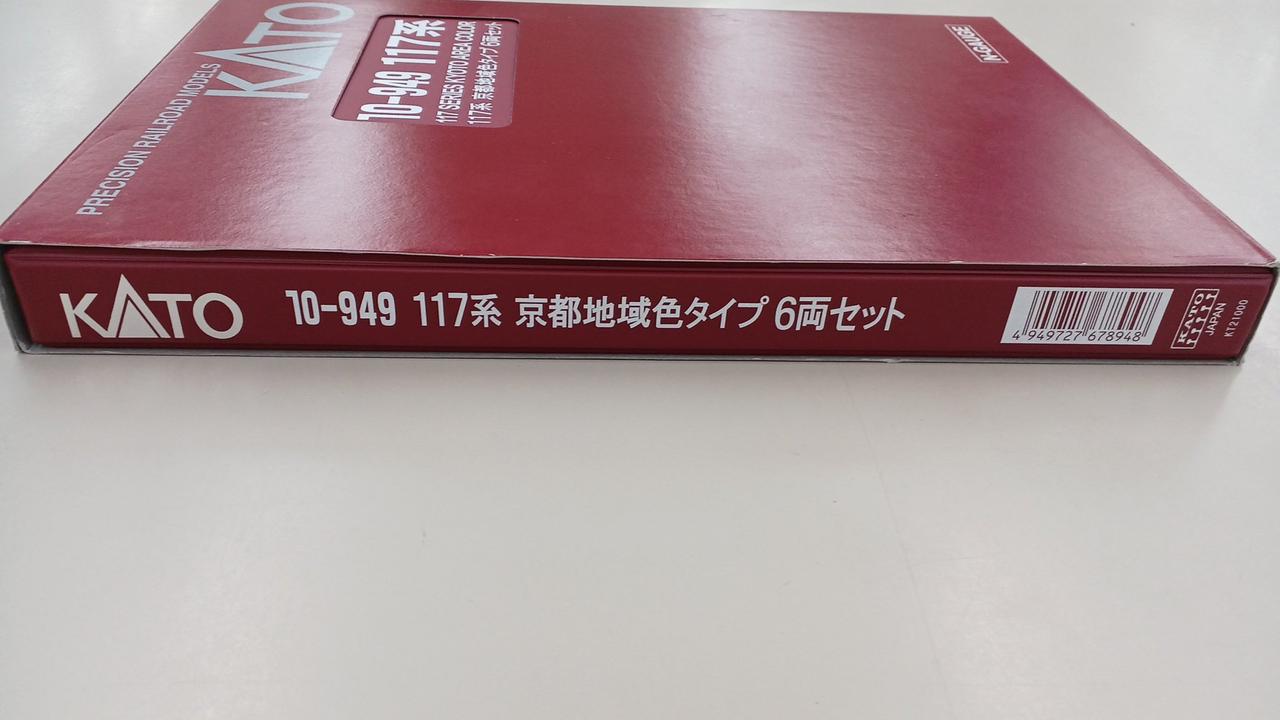 PRECISION RAILROAD MODELS
KATO
10-949 117系
117 SERIES KYOTO AREA COLOR
117系 京都地域色タイプ 6両セット
N-GAUGE
KATO 10-949 117系 京都地域色タイプ 6両セット
4 949727 678948
KATO
JAPAN
KT21000